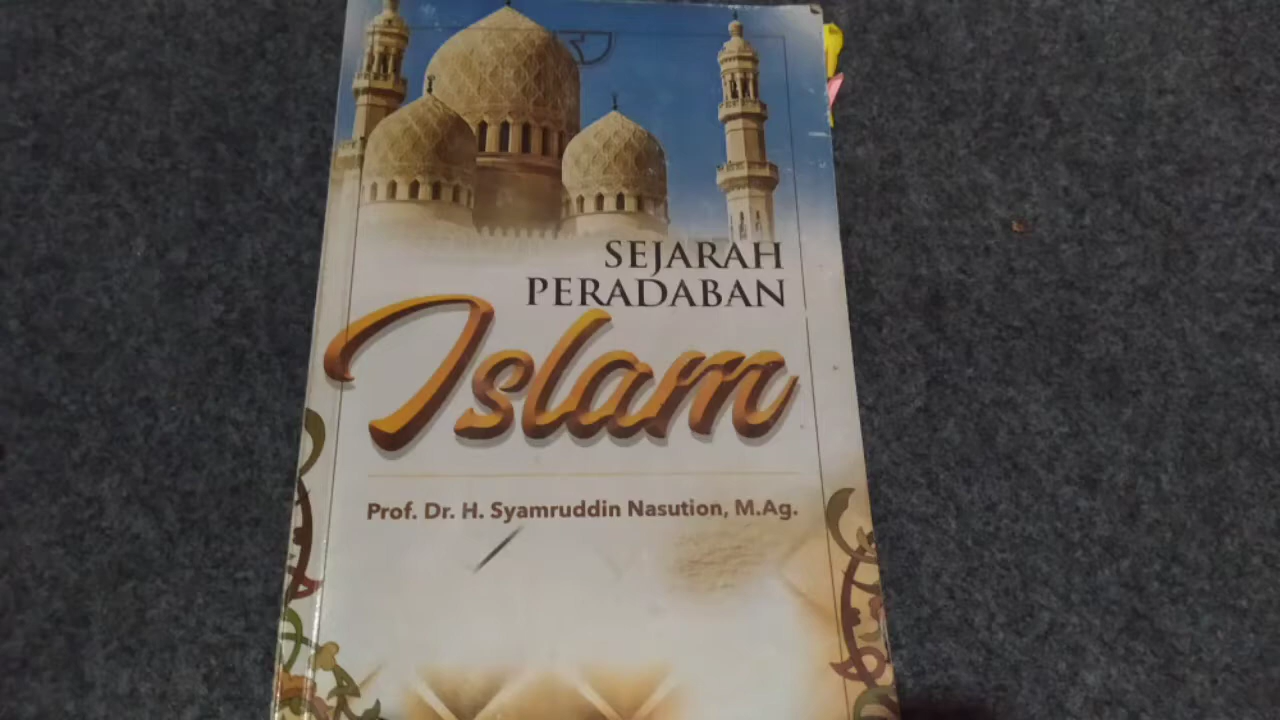 SEJARAH
PERADABAN
Islam
Prof. Dr. H. Syamruddin Nasution, M.Ag.